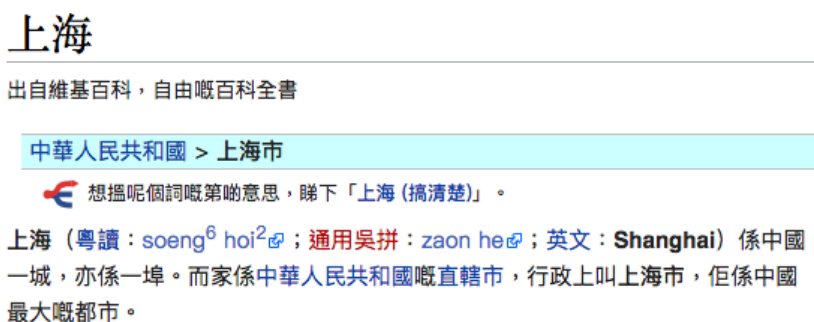 上海
出自維基百科，自由嘅百科全書
中華人民共和國 > 上海市
想搵呢個詞嘅第啲意思，睇下「上海 (搞清楚)」。
上海（粵讀：soeng⁶ hoi²；通用吳拼：zaon he；英文：Shanghai）係中國
一城，亦係一埠。而家係中華人民共和國嘅直轄市，行政上叫上海市，佢係中國
最大嘅都市。